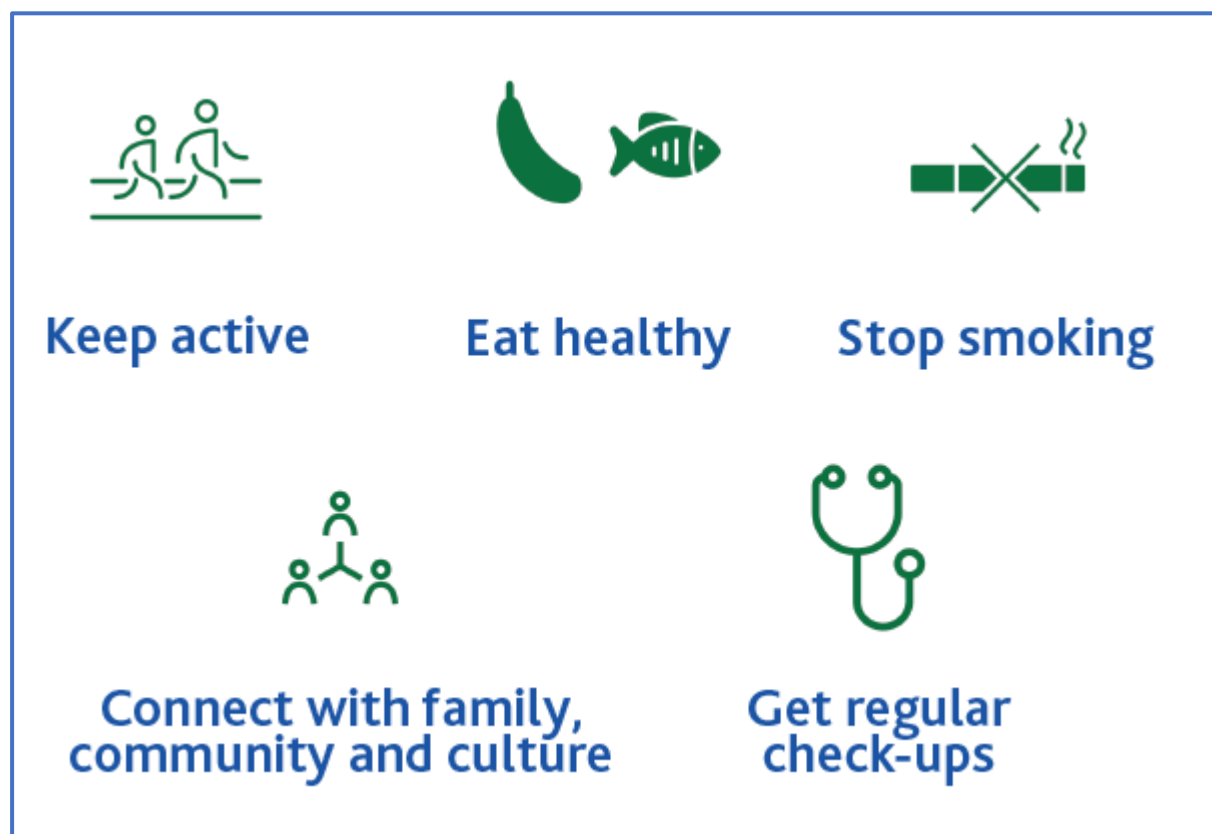 Keep active
Eat healthy
Stop smoking
Connect with family,
community and culture
Get regular
check-ups